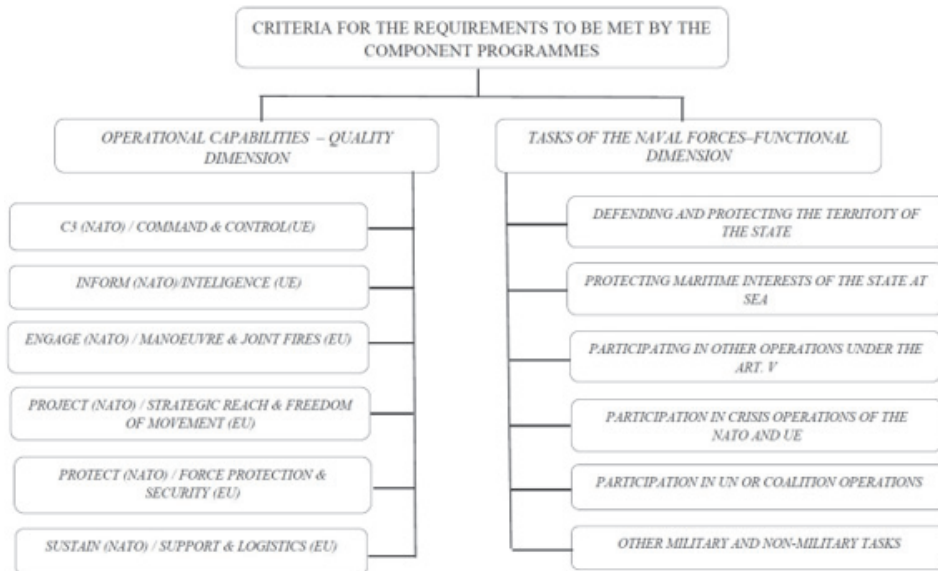 CRITERIA FOR THE REQUIREMENTS TO BE MET BY THE
COMPONENT PROGRAMMES
OPERATIONAL CAPABILITIES – QUALITY
DIMENSION
C3 (NATO) / COMMAND & CONTROL(UE)
INFORM (NATO)/INTELIGENCE (UE)
ENGAGE (NATO) / MANOEUVRE & JOINT FIRES (EU)
PROJECT (NATO) / STRATEGIC REACH & FREEDOM
OF MOVEMENT (EU)
PROTECT (NATO) / FORCE PROTECTION &
SECURITY (EU)
SUSTAIN (NATO) / SUPPORT & LOGISTICS (EU)
TASKS OF THE NAVAL FORCES–FUNCTIONAL
DIMENSION
DEFENDING AND PROTECTING THE TERRITOTY OF
THE STATE
PROTECTING MARITIME INTERESTS OF THE STATE AT
SEA
PARTICIPATING IN OTHER OPERATIONS UNDER THE
ART. V
PARTICIPATION IN CRISIS OPERATIONS OF THE
NATO AND UE
PARTICIPATION IN UN OR COALITION OPERATIONS
OTHER MILITARY AND NON-MILITARY TASKS